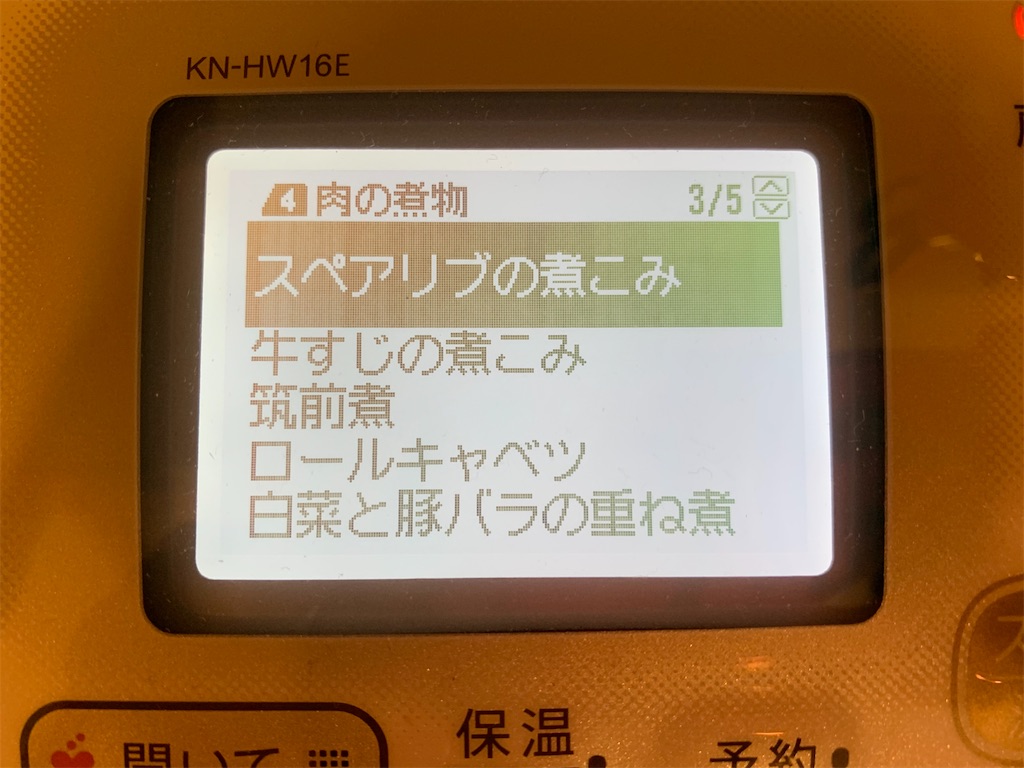 KN-HW16E
4 肉の煮物 3/5
スペアリブの煮こみ
牛すじの煮こみ
筑前煮
ロールキャベツ
白菜と豚バラの重ね煮
保温
予約